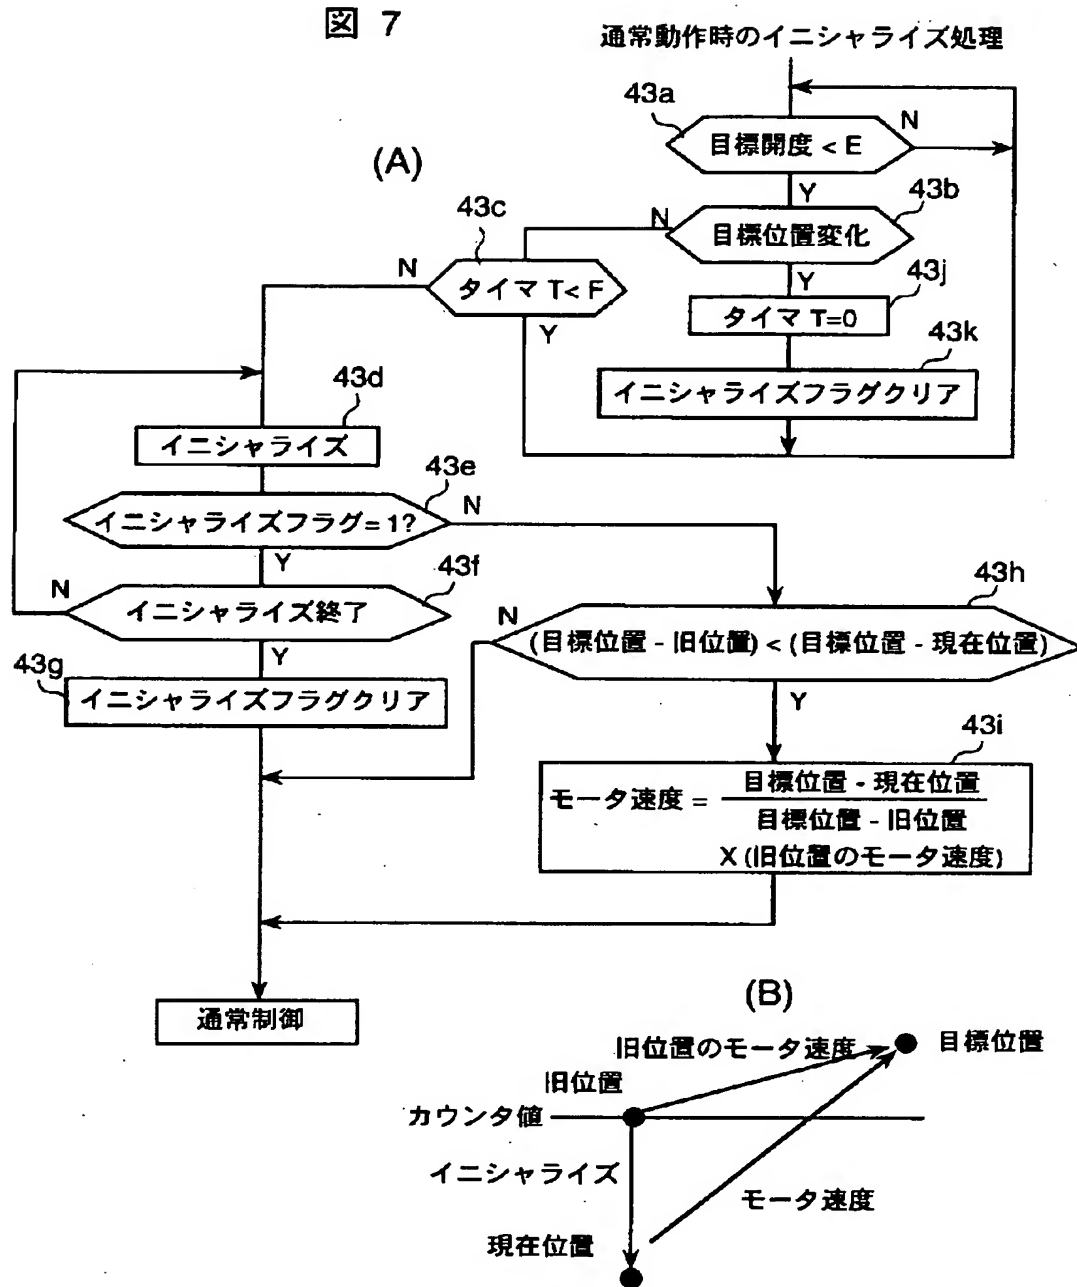 図 7
通常動作時のイニシャライズ処理
(A)
43a
目標開度 < E
N
Y
43b
目標位置変化
N
Y
43c
タイマ T< F
N
Y
43j
タイマ T=0
43k
イニシャライズフラグクリア
43d
イニシャライズ
43e
イニシャライズフラグ= 1?
N
Y
43f
イニシャライズ終了
N
Y
43g
イニシャライズフラグクリア
43h
(目標位置 - 旧位置) < (目標位置 - 現在位置)
N
Y
43i
モータ速度 =
目標位置 - 現在位置
目標位置 - 旧位置
X (旧位置のモータ速度)
通常制御
(B)
旧位置のモータ速度
目標位置
旧位置
カウンタ値
イニシャライズ
モータ速度
現在位置